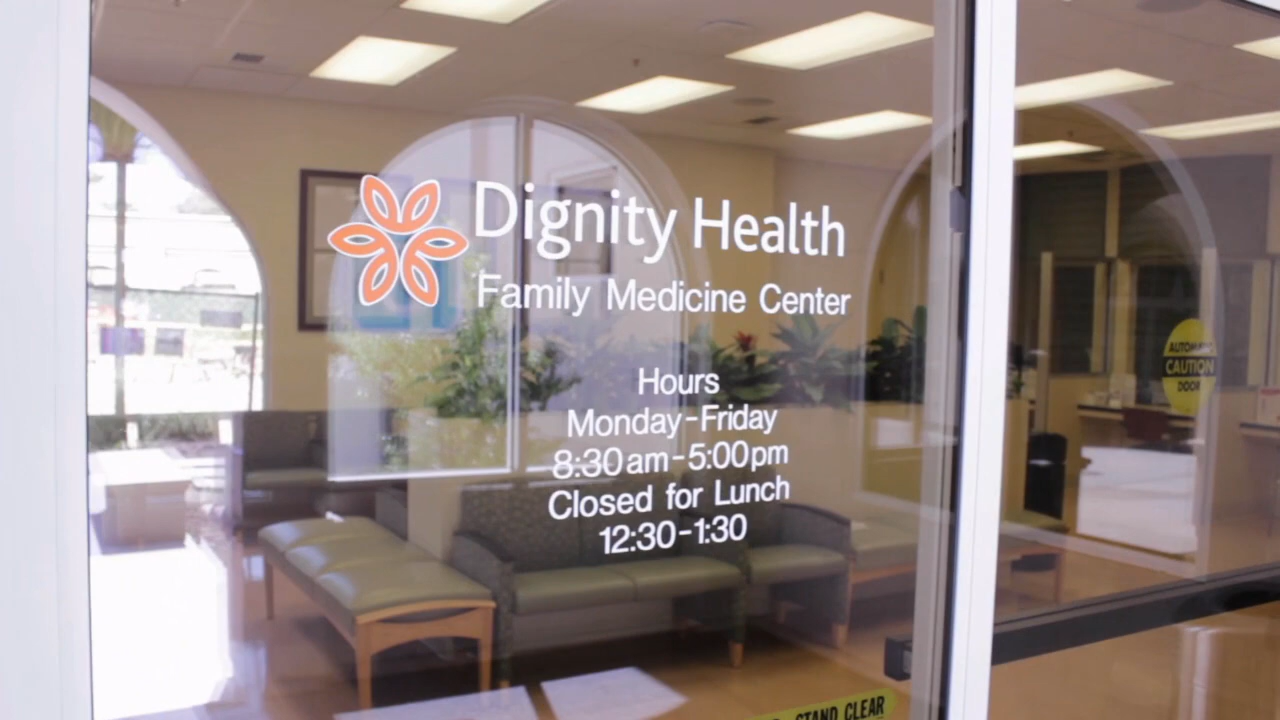 Dignity Health
Family Medicine Center
Hours
Monday-Friday
8:30am-5:00pm
Closed for Lunch
12:30-1:30
AUTOMATIC
CAUTION
DOOR
STAND CLEAR